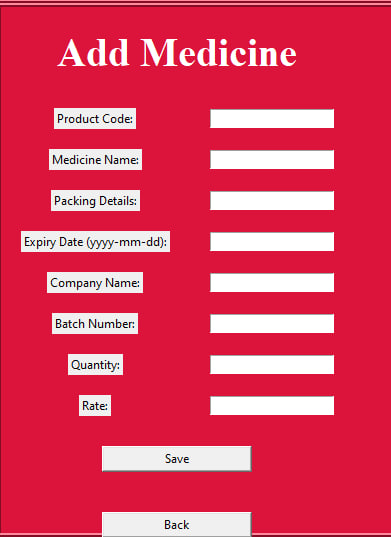 Add Medicine
Product Code:
Medicine Name:
Packing Details:
Expiry Date (yyyy-mm-dd):
Company Name:
Batch Number:
Quantity:
Rate:
Save
Back